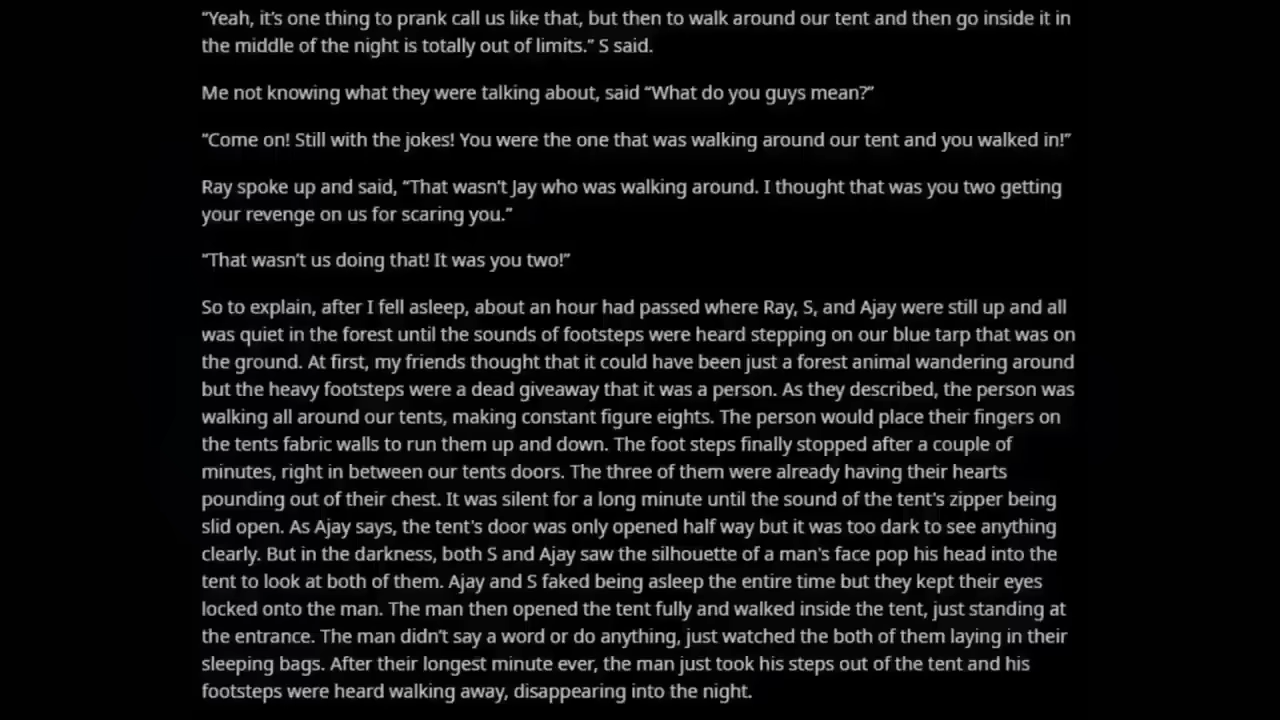 “Yeah, it’s one thing to prank call us like that, but then to walk around our tent and then go inside it in
the middle of the night is totally out of limits.” S said.
Me not knowing what they were talking about, said “What do you guys mean?”
“Come on! Still with the jokes! You were the one that was walking around our tent and you walked in!”
Ray spoke up and said, “That wasn’t Jay who was walking around. I thought that was you two getting
your revenge on us for scaring you.”
“That wasn’t us doing that! It was you two!”
So to explain, after I fell asleep, about an hour had passed where Ray, S, and Ajay were still up and all
was quiet in the forest until the sounds of footsteps were heard stepping on our blue tarp that was on
the ground. At first, my friends thought that it could have been just a forest animal wandering around
but the heavy footsteps were a dead giveaway that it was a person. As they described, the person was
walking all around our tents, making constant figure eights. The person would place their fingers on
the tents fabric walls to run them up and down. The foot steps finally stopped after a couple of
minutes, right in between our tents doors. The three of them were already having their hearts
pounding out of their chest. It was silent for a long minute until the sound of the tent's zipper being
slid open. As Ajay says, the tent's door was only opened half way but it was too dark to see anything
clearly. But in the darkness, both S and Ajay saw the silhouette of a man's face pop his head into the
tent to look at both of them. Ajay and S faked being asleep the entire time but they kept their eyes
locked onto the man. The man then opened the tent fully and walked inside the tent, just standing at
the entrance. The man didn’t say a word or do anything, just watched the both of them laying in their
sleeping bags. After their longest minute ever, the man just took his steps out of the tent and his
footsteps were heard walking away, disappearing into the night.